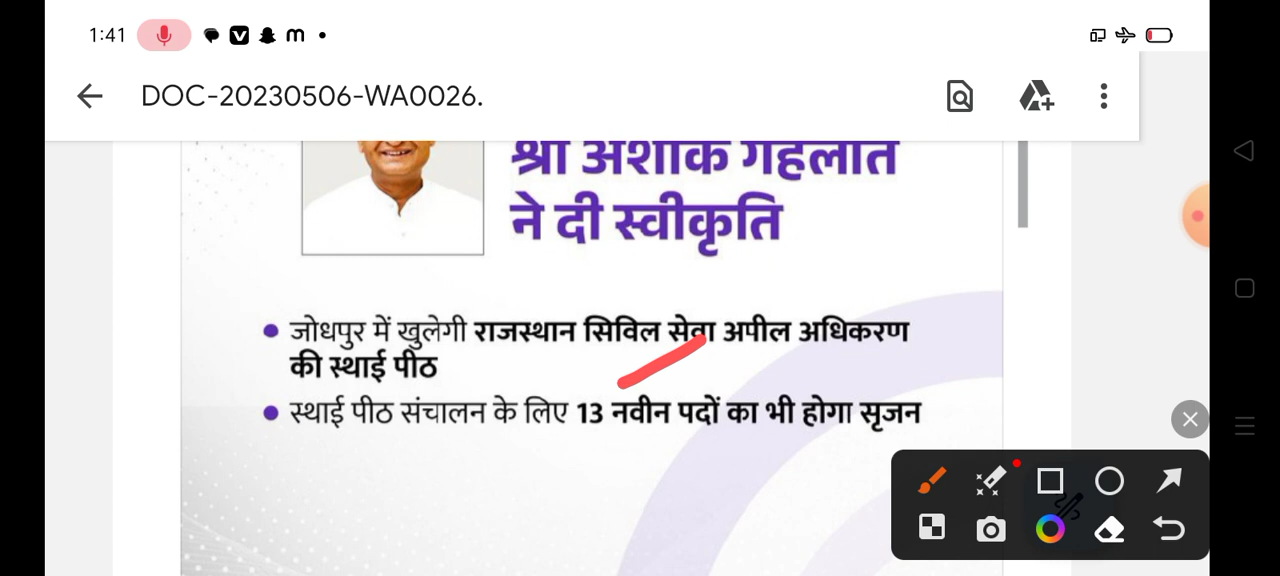 1:41
DOC-20230506-WA0026.
श्री अशोक गहलोत
ने दी स्वीकृति
जोधपुर में खुलेगी राजस्थान सिविल सेवा अपील अधिकरण
की स्थाई पीठ
स्थाई पीठ संचालन के लिए 13 नवीन पदों का भी होगा सृजन